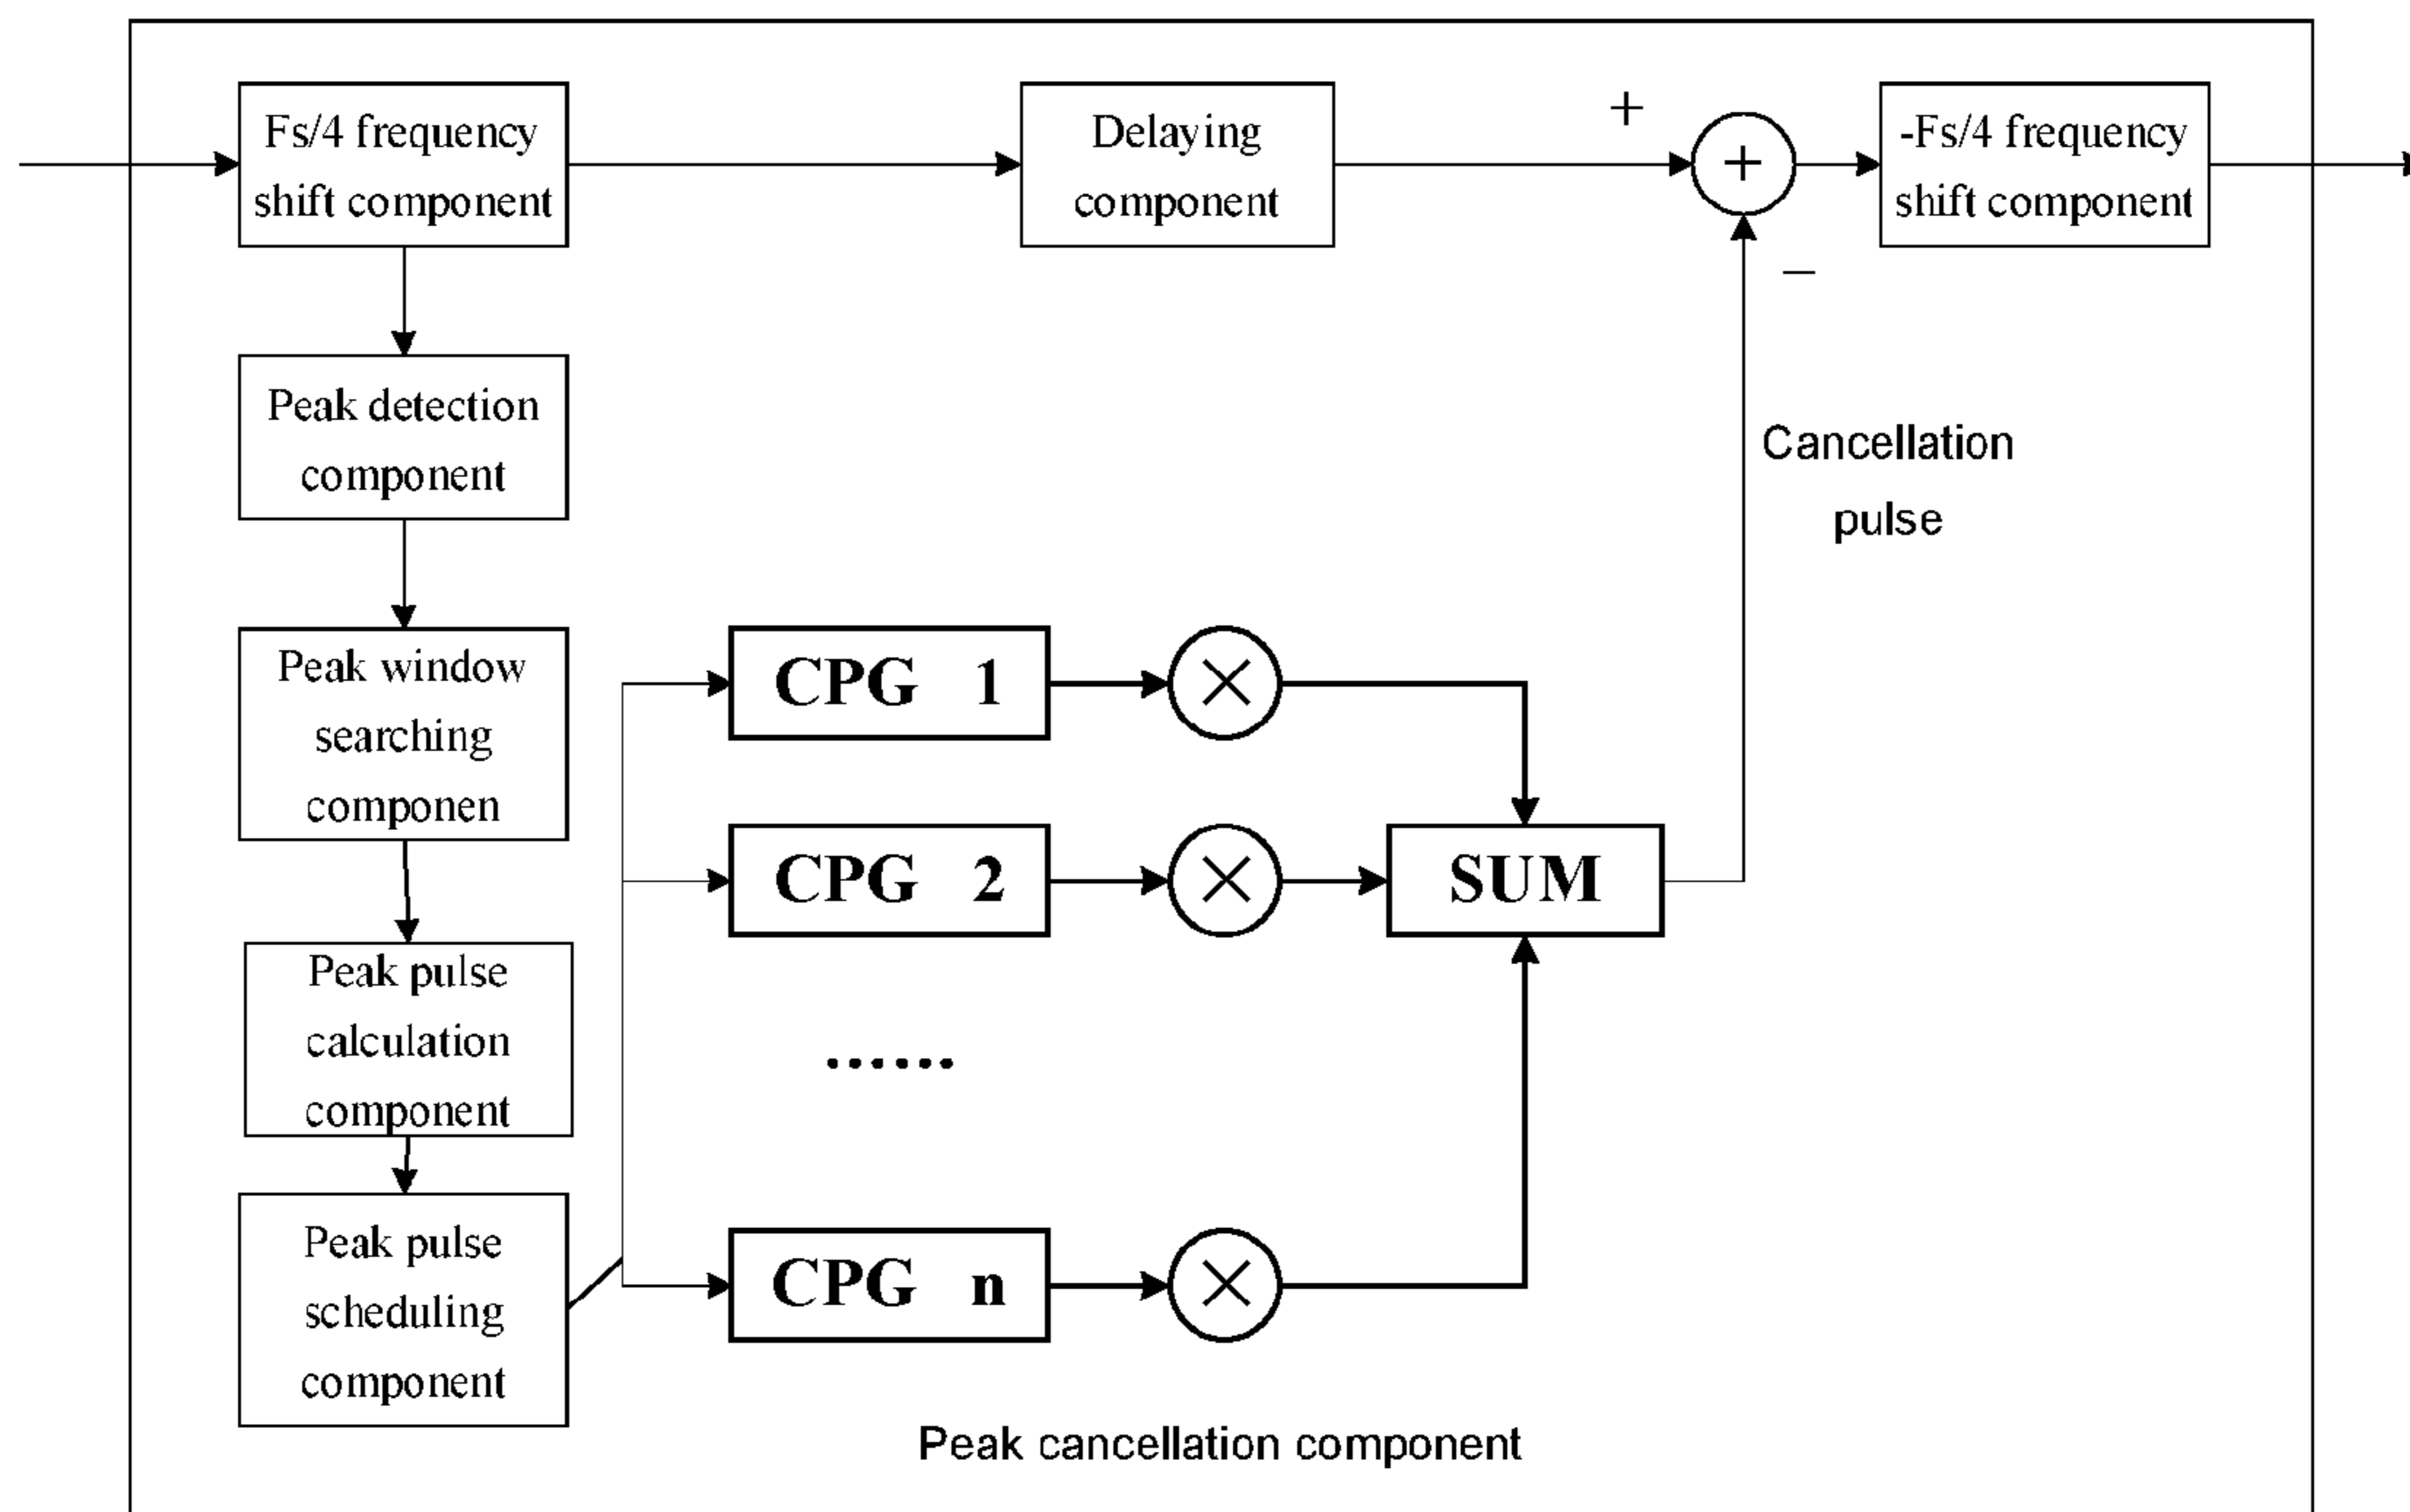 Fs/4 frequency
shift component
Delaying
component
+
+
-Fs/4 frequency
shift component
–
Peak detection
component
Cancellation
pulse
Peak window
searching
componen
CPG 1
×
CPG 2
×
SUM
Peak pulse
calculation
component
......
Peak pulse
scheduling
component
CPG n
×
Peak cancellation component